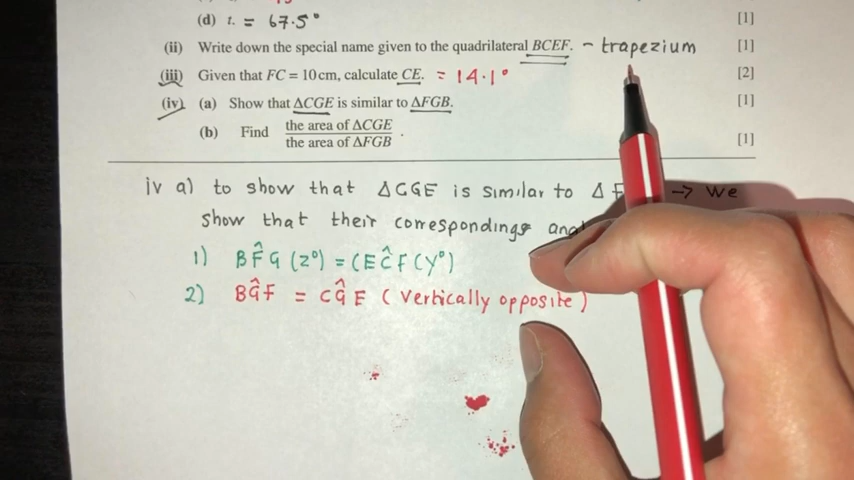 (d) t. = 67.5° [1]
(ii) Write down the special name given to the quadrilateral BCEF. - trapezium [1]
(iii) Given that FC = 10 cm, calculate CE. = 14.1° [2]
(iv) (a) Show that ΔCGE is similar to ΔFGB. [1]
(b) Find the area of ΔCGE / the area of ΔFGB . [1]
iv a) to show that ΔCGE is similar to Δ → we
show that their corresponding
1) BF̂G (z°) = (EĈF (y°)
2) BĜF = CĜE (Vertically opposite)